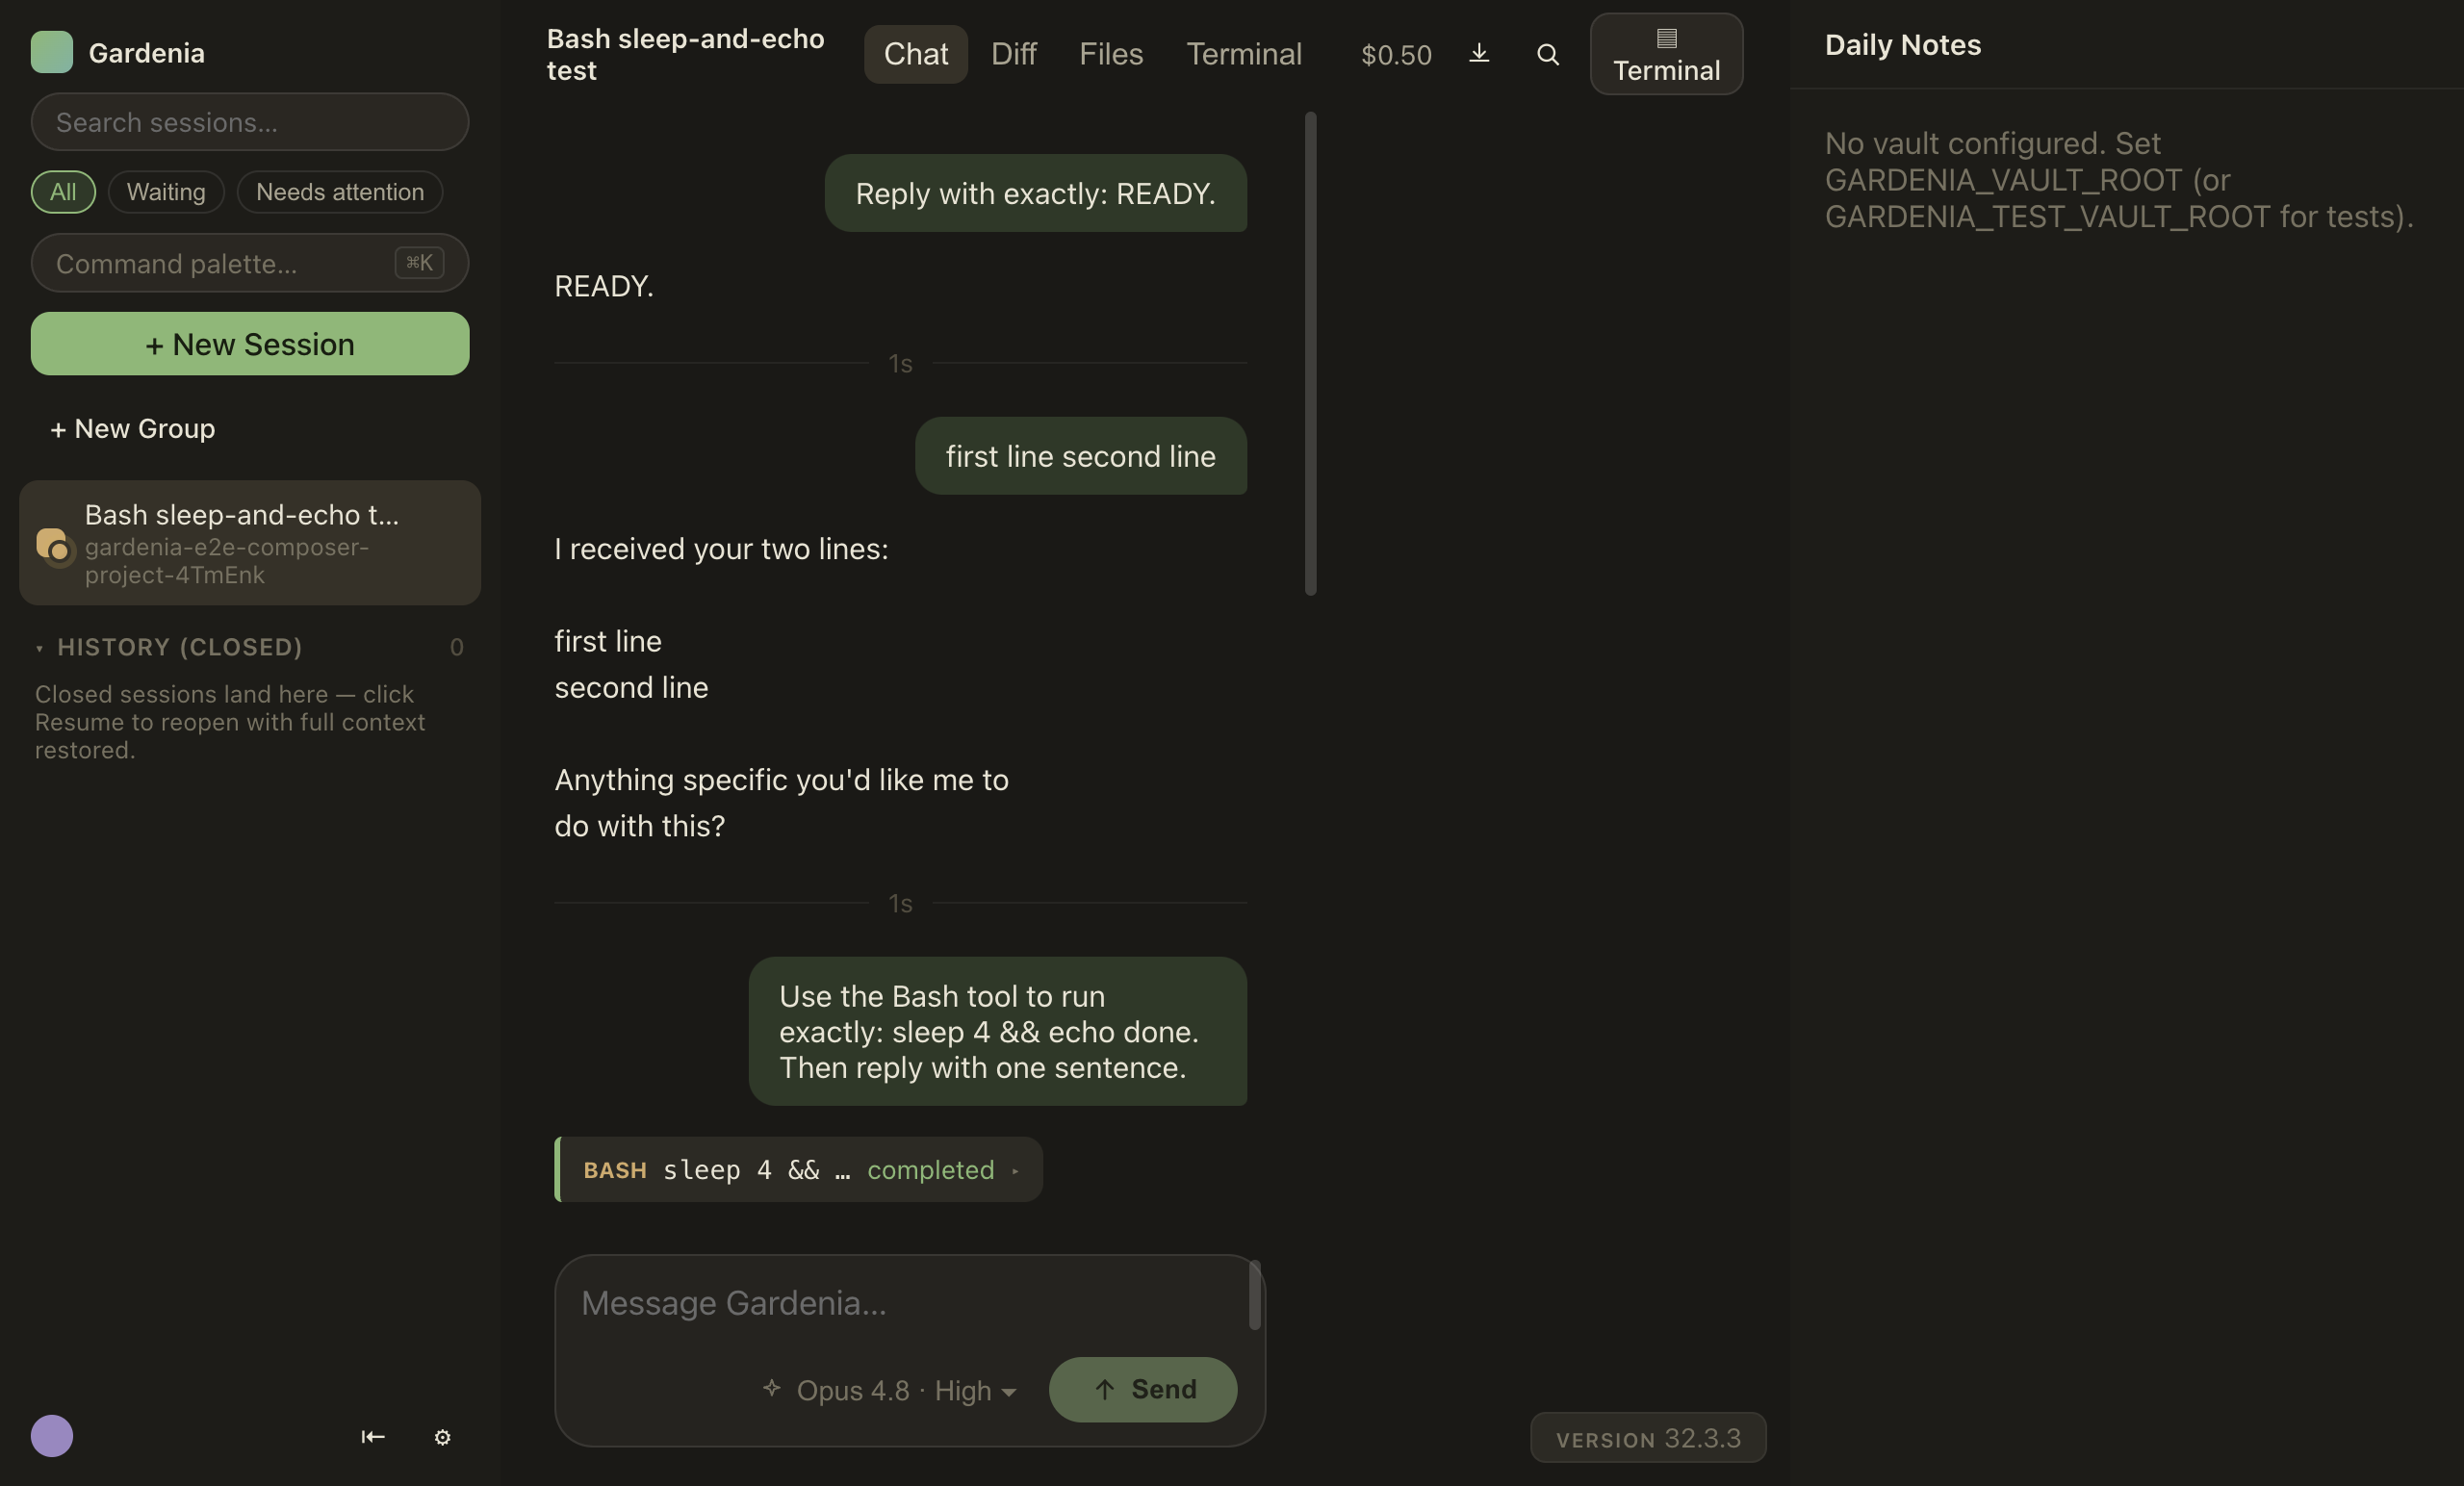 Gardenia
Search sessions...
All
Waiting
Needs attention
Command palette...
⌘K
+ New Session
+ New Group
Bash sleep-and-echo t...
gardenia-e2e-composer-
project-4TmEnk
HISTORY (CLOSED)
0
Closed sessions land here — click
Resume to reopen with full context
restored.
Bash sleep-and-echo
test
Chat
Diff
Files
Terminal
$0.50
Terminal
Reply with exactly: READY.
READY.
1s
first line second line
I received your two lines:
first line
second line
Anything specific you'd like me to
do with this?
1s
Use the Bash tool to run
exactly: sleep 4 && echo done.
Then reply with one sentence.
BASH sleep 4 && … completed
Message Gardenia...
Opus 4.8 · High
Send
VERSION 32.3.3
Daily Notes
No vault configured. Set
GARDENIA_VAULT_ROOT (or
GARDENIA_TEST_VAULT_ROOT for tests).